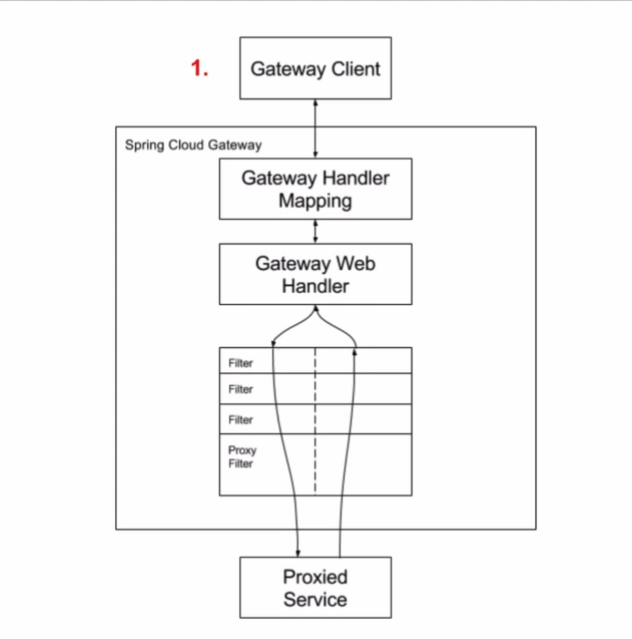 1.
Gateway Client
Spring Cloud Gateway
Gateway Handler
Mapping
Gateway Web
Handler
Filter
Filter
Filter
Proxy
Filter
Proxied
Service